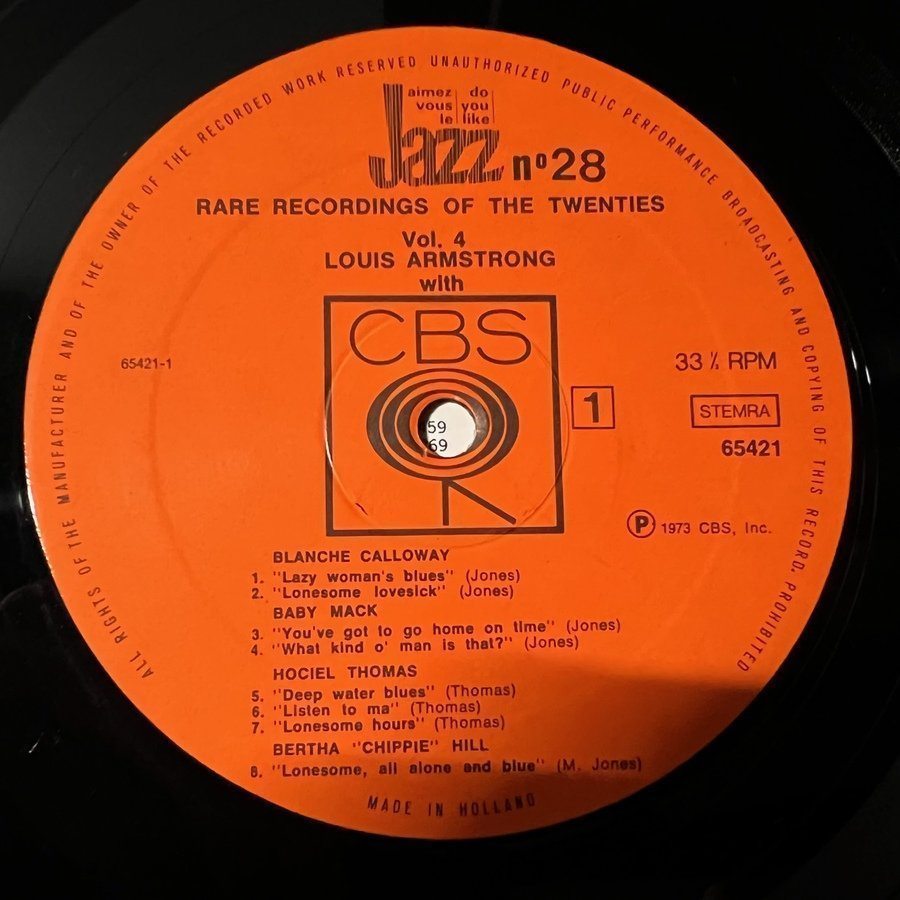 ALL RIGHTS OF THE MANUFACTURER AND OF THE OWNER OF THE RECORDED WORK RESERVED UNAUTHORIZED PUBLIC PERFORMANCE BROADCASTING AND COPYING OF THIS RECORD, PROHIBITED
aimez do
vous you
le like
Jazz nº28
RARE RECORDINGS OF THE TWENTIES
Vol. 4
LOUIS ARMSTRONG
with
CBS
65421-1
33 ⅓ RPM
1
STEMRA
65421
59
69
℗ 1973 CBS, Inc.
BLANCHE CALLOWAY
1. "Lazy woman's blues" (Jones)
2. "Lonesome lovesick" (Jones)
BABY MACK
3. "You've got to go home on time" (Jones)
4. "What kind o' man is that?" (Jones)
HOCIEL THOMAS
5. "Deep water blues" (Thomas)
6. "Listen to ma" (Thomas)
7. "Lonesome hours" (Thomas)
BERTHA "CHIPPIE" HILL
8. "Lonesome, all alone and blue" (M. Jones)
MADE IN HOLLAND